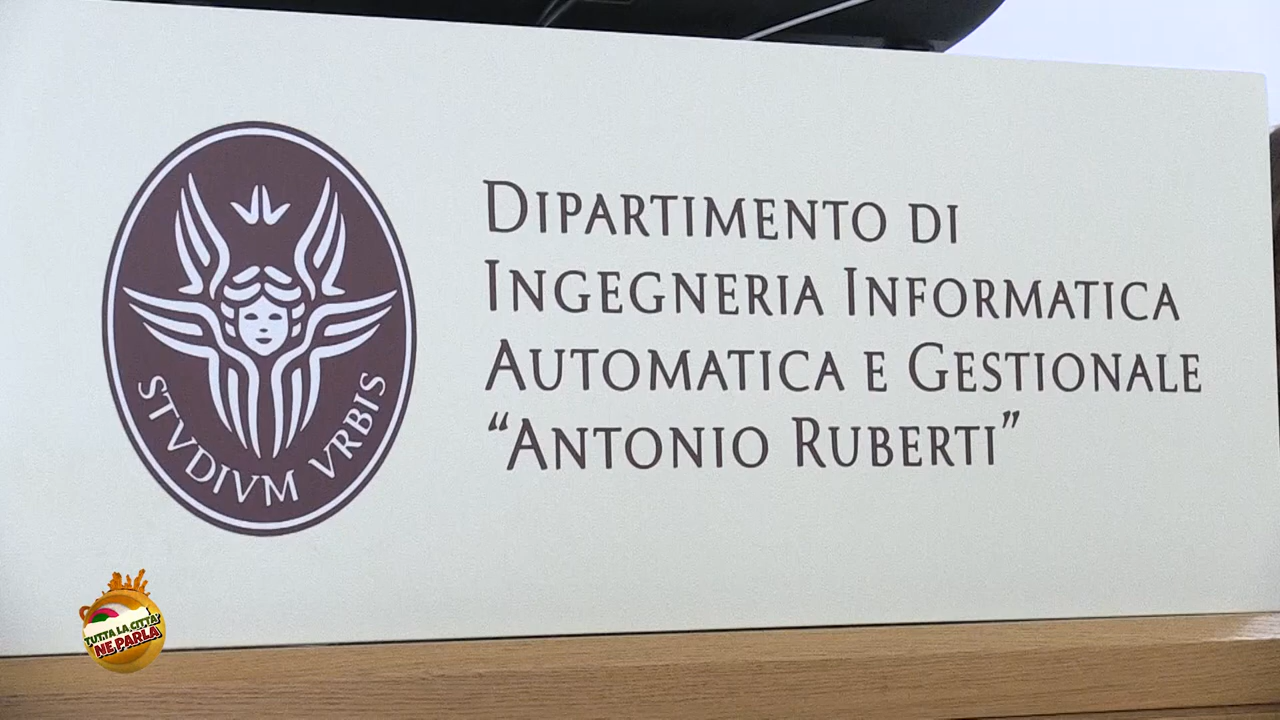 STVDIVM VRBIS
DIPARTIMENTO DI
INGEGNERIA INFORMATICA
AUTOMATICA E GESTIONALE
“ANTONIO RUBERTI”
TUTTA LA CITTA'
NE PARLA